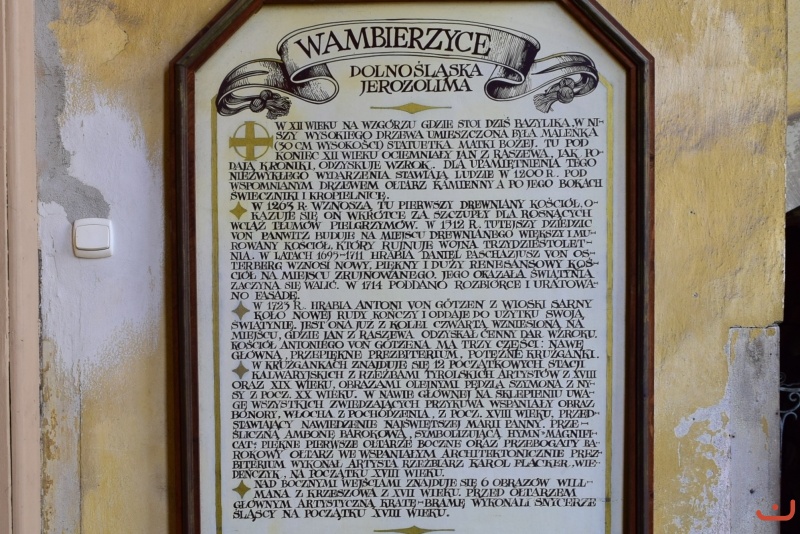 WAMBIERZYCE
DOLNOŚLĄSKA
JEROZOLIMA
W XII WIEKU NA WZGÓRZU GDZIE STOI DZIŚ BAZYLIKA, W NI-
SZY WYSOKIEGO DRZEWA UMIESZCZONA BYŁA MALEŃKA
(30 CM WYSOKOŚCI) STATUETKA MATKI BOŻEJ. TU POD
KONIEC XII WIEKU OCIEMNIAŁY JAN Z RASZEWA, JAK PO-
DAJĄ KRONIKI, ODZYSKUJE WZROK. DLA UPAMIĘTNIENIA TEGO
NIEZWYKŁEGO WYDARZENIA STAWIAJĄ LUDZIE W 1200 R. POD
WSPOMNIANYM DRZEWEM OŁTARZ KAMIENNY A PO JEGO BOKACH
ŚWIECZNIKI I KROPIELNICĘ.
W 1263 R. WZNOSZĄ TU PIERWSZY DREWNIANY KOŚCIÓŁ. O-
KAZUJE SIĘ ON WKRÓTCE ZA SZCZUPŁY DLA ROSNĄCYCH
WCIĄŻ TŁUMÓW PIELGRZYMÓW. W 1512 R. TUTEJSZY DZIEDZIC
VON PANWITZ BUDUJE NA MIEJSCU DREWNIANEGO WIĘKSZY I MU-
ROWANY KOŚCIÓŁ, KTÓRY RUJNUJE WOJNA TRZYDZIESTOLET-
NIA. W LATACH 1695-1711 HRABIA DANIEL PASCHAZJUSZ VON OS-
TERBERG WZNOSI NOWY, PIĘKNY I DUŻY RENESANSOWY KOŚ-
CIÓŁ NA MIEJSCU ZRUJNOWANEGO. JEGO OKAZAŁA ŚWIĄTYNIA
ZACZYNA SIĘ WALIĆ. W 1714 PODDANO ROZBIÓRCE I URATOWA-
NO FASADĘ.
W 1723 R. HRABIA ANTONI VON GÖTZEN Z WIOSKI SARNY
KOŁO NOWEJ RUDY KOŃCZY I ODDAJE DO UŻYTKU SWOJĄ
ŚWIĄTYNIĘ. JEST ONA JUŻ Z KOLEI CZWARTĄ WZNIESIONĄ NA
MIEJSCU, GDZIE JAN Z RASZEWA ODZYSKAŁ CENNY DAR WZROKU.
KOŚCIÓŁ ANTONIEGO VON GÖTZENA MA TRZY CZĘŚCI: NAWĘ
GŁÓWNĄ, PRZEPIĘKNE PREZBITERIUM, POTĘŻNE KRUŻGANKI.
W KRUŻGANKACH ZNAJDUJE SIĘ 12 POCZĄTKOWYCH STACJI
KALWARYJSKICH Z RZEŹBAMI TYROLSKICH ARTYSTÓW Z XVIII
ORAZ XIX WIEKU. OBRAZAMI OLEJNYMI PĘDZLA SZYMONA Z NY-
SY Z POCZ. XX WIEKU. W NAWIE GŁÓWNEJ NA SKLEPIENIU UWA-
GĘ WSZYSTKICH ZWIEDZAJĄCYCH PRZYKUWA WSPANIAŁY OBRAZ
BONORY, WŁOCHA Z POCHODZENIA, Z POCZ. XVIII WIEKU, PRZED-
STAWIAJĄCY NAWIEDZENIE NAJŚWIĘTSZEJ MARII PANNY. PRZE-
ŚLICZNĄ AMBONĘ BAROKOWĄ, SYMBOLIZUJĄCĄ HYMN "MAGNIFI-
CAT", PIĘKNE PIERWSZE OŁTARZE BOCZNE ORAZ PRZEBOGATY BA-
ROKOWY OŁTARZ WE WSPANIAŁYM ARCHITEKTONICZNIE PREZ-
BITERIUM WYKONAŁ ARTYSTA RZEŹBIARZ KAROL FLACKER, WIE-
DEŃCZYK, NA POCZĄTKU XVIII WIEKU.
NAD BOCZNYMI WEJŚCIAMI ZNAJDUJE SIĘ 6 OBRAZÓW WILL-
MANA Z KRZESZOWA Z XVII WIEKU. PRZED OŁTARZEM
GŁÓWNYM ARTYSTYCZNĄ KRATĘ-BRAMĘ WYKONALI SNYCERZE
ŚLĄSCY NA POCZĄTKU XVIII WIEKU.